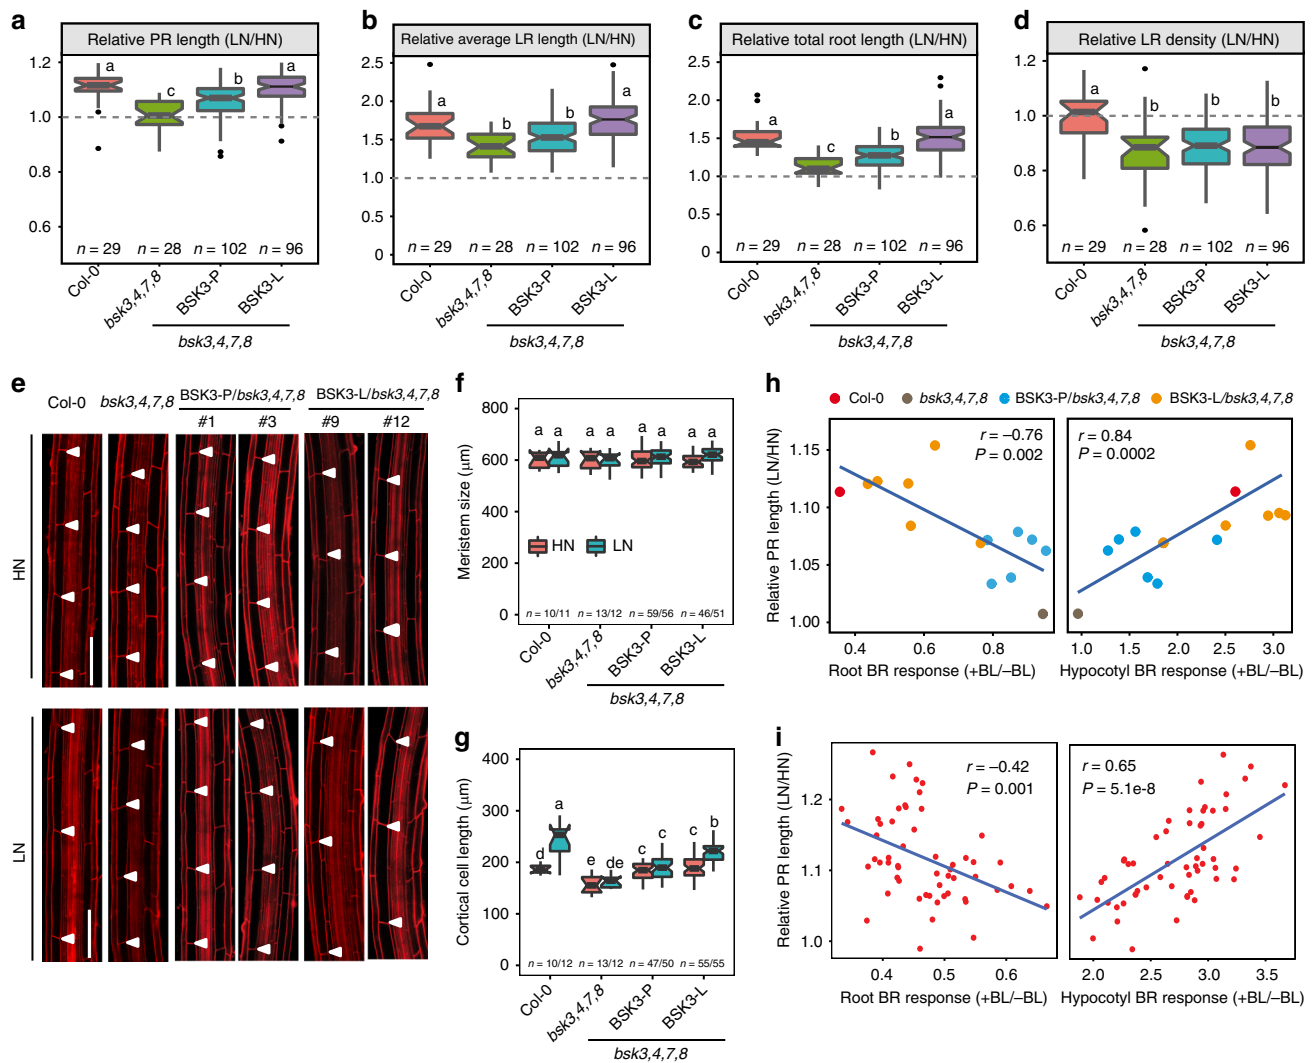 a
Relative PR length (LN/HN)
1.2
1.0
0.8
0.6
a
c
b
a
n = 29
n = 28
n = 102
n = 96
Col-0
bsk3,4,7,8
BSK3-P
BSK3-L
bsk3,4,7,8
b
Relative average LR length (LN/HN)
2.5
2.0
1.5
1.0
0.5
0
a
b
b
a
n = 29
n = 28
n = 102
n = 96
Col-0
bsk3,4,7,8
BSK3-P
BSK3-L
bsk3,4,7,8
c
Relative total root length (LN/HN)
2.5
2.0
1.5
1.0
0.5
0
a
c
b
a
n = 29
n = 28
n = 102
n = 96
Col-0
bsk3,4,7,8
BSK3-P
BSK3-L
bsk3,4,7,8
d
Relative LR density (LN/HN)
1.2
1.0
0.8
0.6
a
b
b
b
n = 29
n = 28
n = 102
n = 96
Col-0
bsk3,4,7,8
BSK3-P
BSK3-L
bsk3,4,7,8
e
Col-0
bsk3,4,7,8
BSK3-P/bsk3,4,7,8
BSK3-L/bsk3,4,7,8
#1
#3
#9
#12
HN
LN
f
Meristem size (μm)
800
600
400
200
0
a a a a a a a a
HN
LN
n = 10/11
n = 13/12
n = 59/56
n = 46/51
Col-0
bsk3,4,7,8
BSK3-P
BSK3-L
bsk3,4,7,8
g
Cortical cell length (μm)
400
300
200
100
0
d
a
e
de
c
c
c
b
n = 10/12
n = 13/12
n = 47/50
n = 55/55
Col-0
bsk3,4,7,8
BSK3-P
BSK3-L
bsk3,4,7,8
h
Col-0
bsk3,4,7,8
BSK3-P/bsk3,4,7,8
BSK3-L/bsk3,4,7,8
Relative PR length (LN/HN)
1.15
1.10
1.05
1.00
r = –0.76
P = 0.002
0.4
0.6
0.8
Root BR response (+BL/–BL)
r = 0.84
P = 0.0002
1.0
1.5
2.0
2.5
3.0
Hypocotyl BR response (+BL/–BL)
i
Relative PR length (LN/HN)
1.2
1.1
1.0
r = –0.42
P = 0.001
0.4
0.5
0.6
Root BR response (+BL/–BL)
r = 0.65
P = 5.1e-8
2.0
2.5
3.0
3.5
Hypocotyl BR response (+BL/–BL)